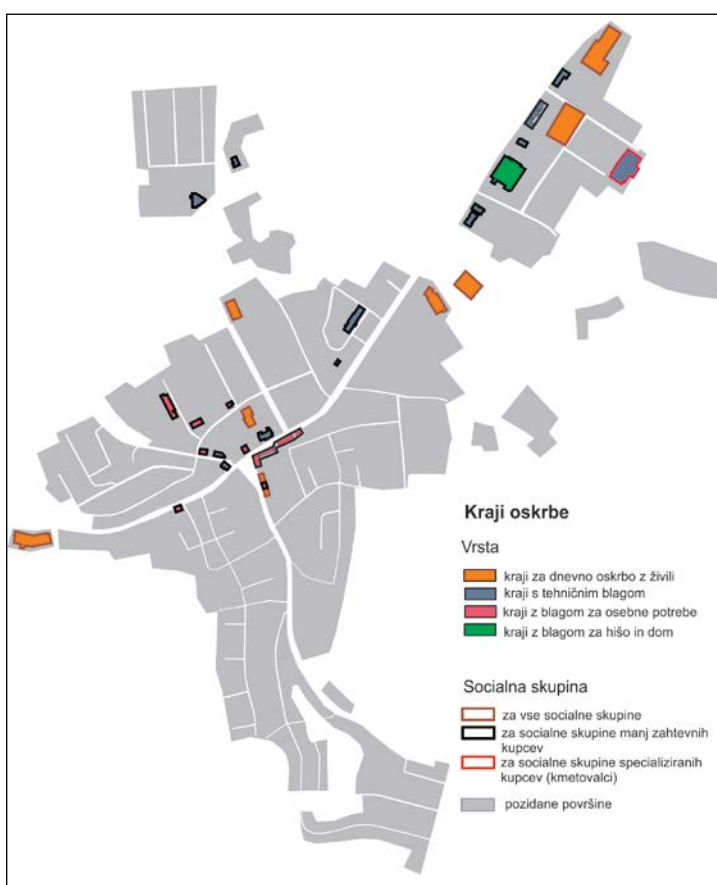 Kraji oskrbe
Vrsta
kraji za dnevno oskrbo z živili
kraji s tehničnim blagom
kraji z blagom za osebne potrebe
kraji z blagom za hišo in dom
Socialna skupina
za vse socialne skupine
za socialne skupine manj zahtevnih
kupcev
za socialne skupine specializiranih
kupcev (kmetovalci)
pozidane površine